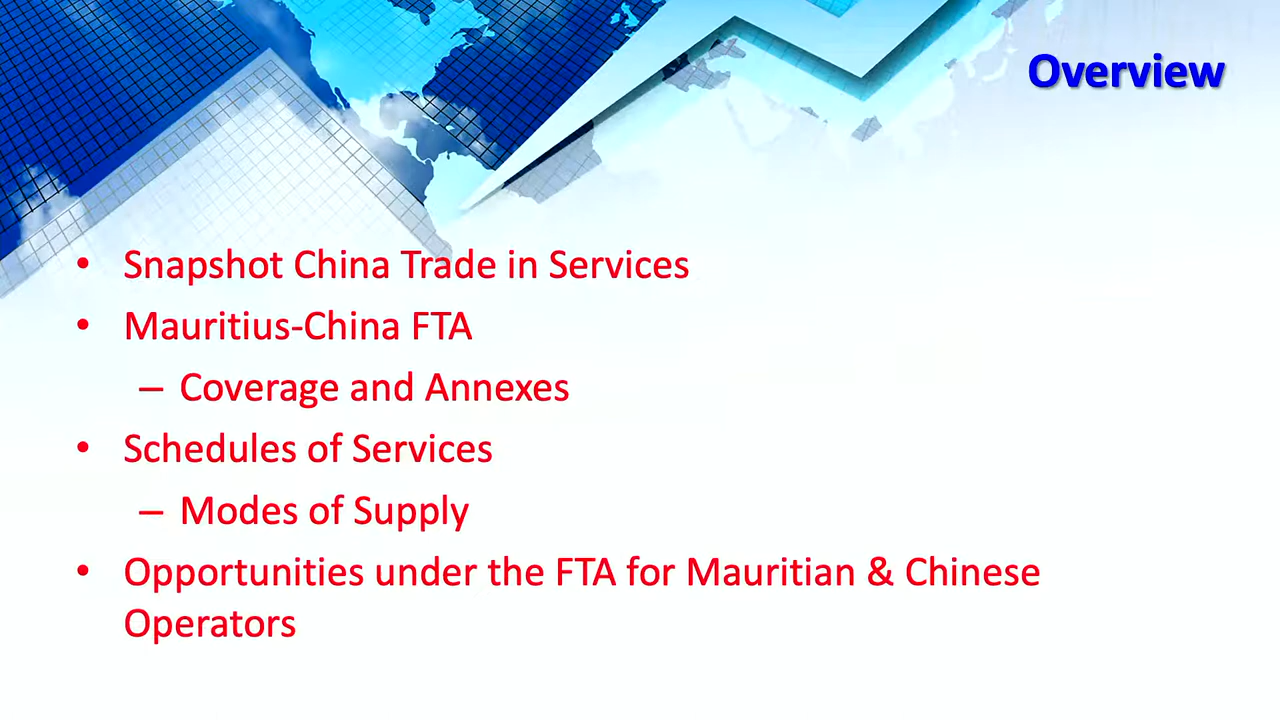 Overview
• Snapshot China Trade in Services
• Mauritius-China FTA
– Coverage and Annexes
• Schedules of Services
– Modes of Supply
• Opportunities under the FTA for Mauritian & Chinese
Operators